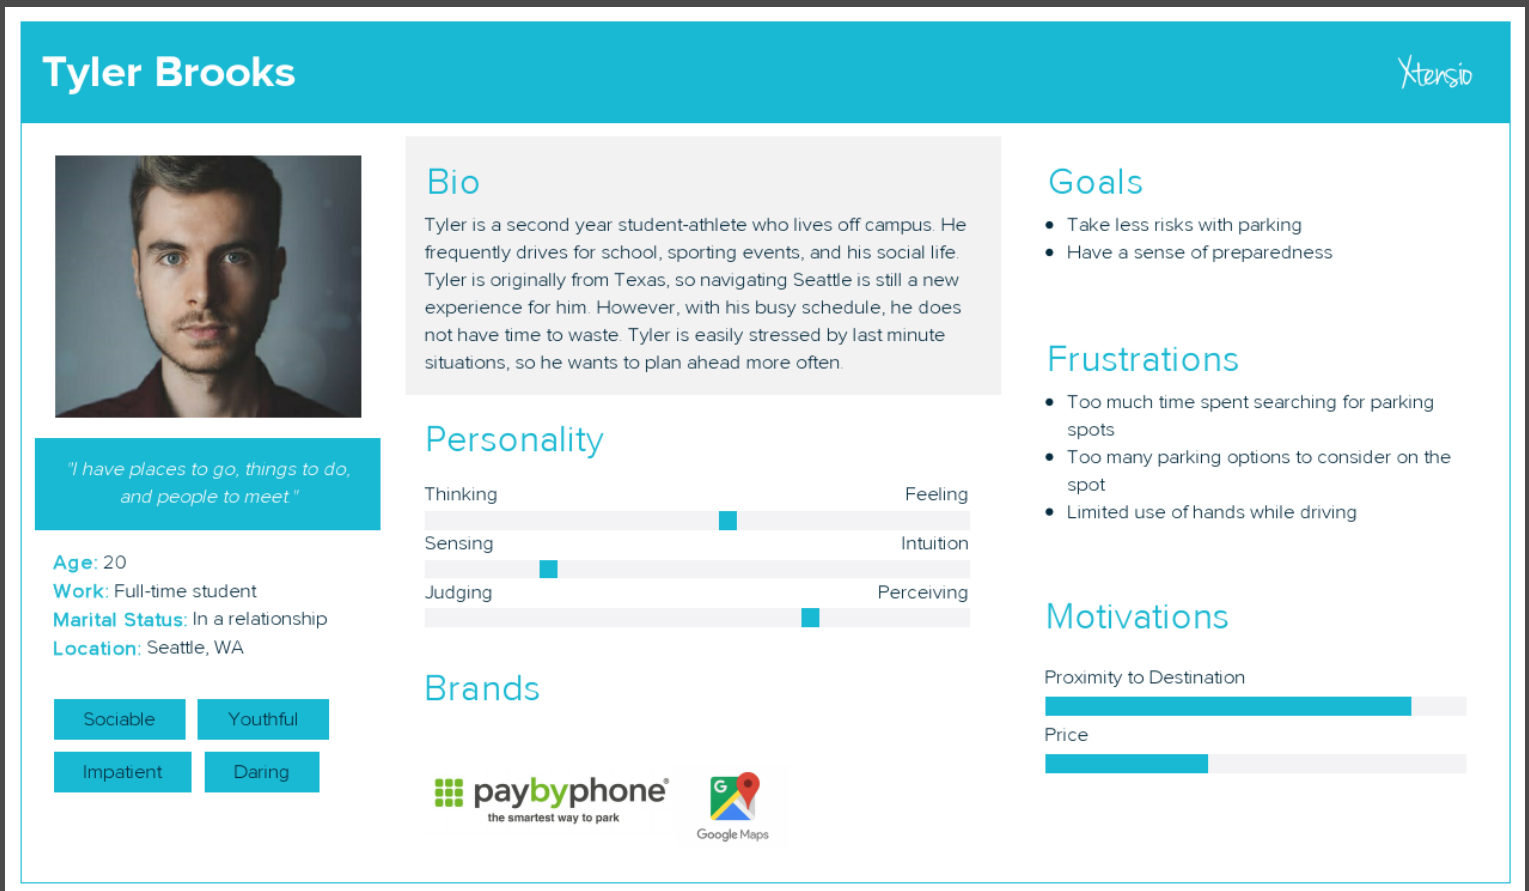 Tyler Brooks
Xtensio
"I have places to go, things to do,
and people to meet."
Age: 20
Work: Full-time student
Marital Status: In a relationship
Location: Seattle, WA
Sociable
Youthful
Impatient
Daring
Bio
Tyler is a second year student-athlete who lives off campus. He
frequently drives for school, sporting events, and his social life.
Tyler is originally from Texas, so navigating Seattle is still a new
experience for him. However, with his busy schedule, he does
not have time to waste. Tyler is easily stressed by last minute
situations, so he wants to plan ahead more often.
Personality
Thinking Feeling
Sensing Intuition
Judging Perceiving
Brands
paybyphone®
the smartest way to park
G
Google Maps
Goals
• Take less risks with parking
• Have a sense of preparedness
Frustrations
• Too much time spent searching for parking
spots
• Too many parking options to consider on the
spot
• Limited use of hands while driving
Motivations
Proximity to Destination
Price